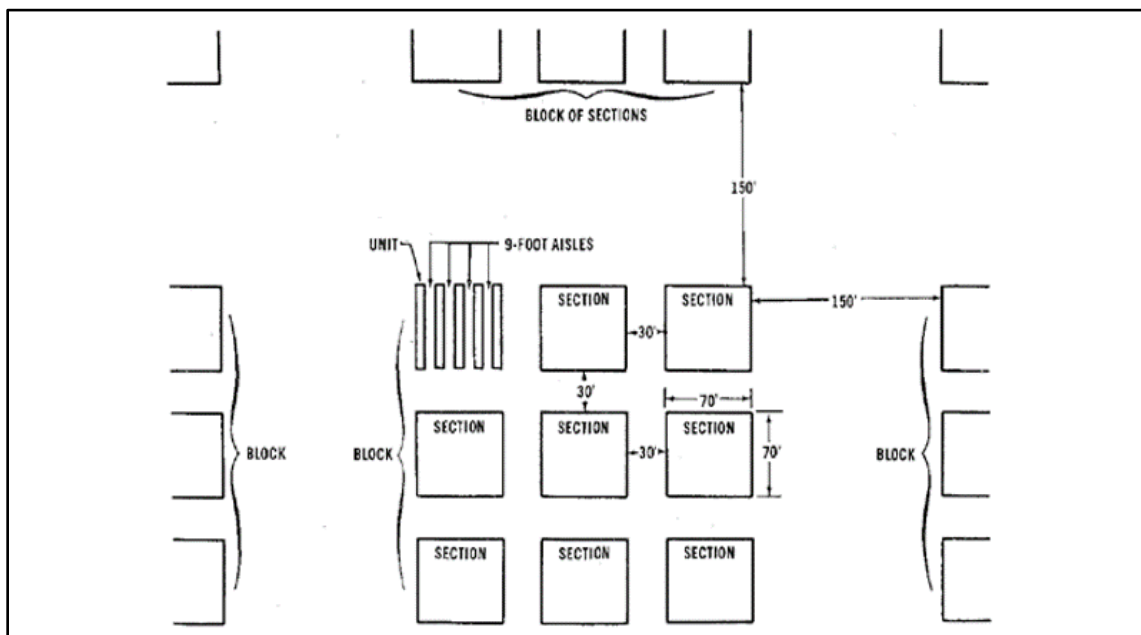 BLOCK OF SECTIONS
150'
UNIT
9-FOOT AISLES
SECTION
SECTION
150'
30'
30'
70'
SECTION
SECTION
SECTION
BLOCK
BLOCK
30'
70'
BLOCK
SECTION
SECTION
SECTION